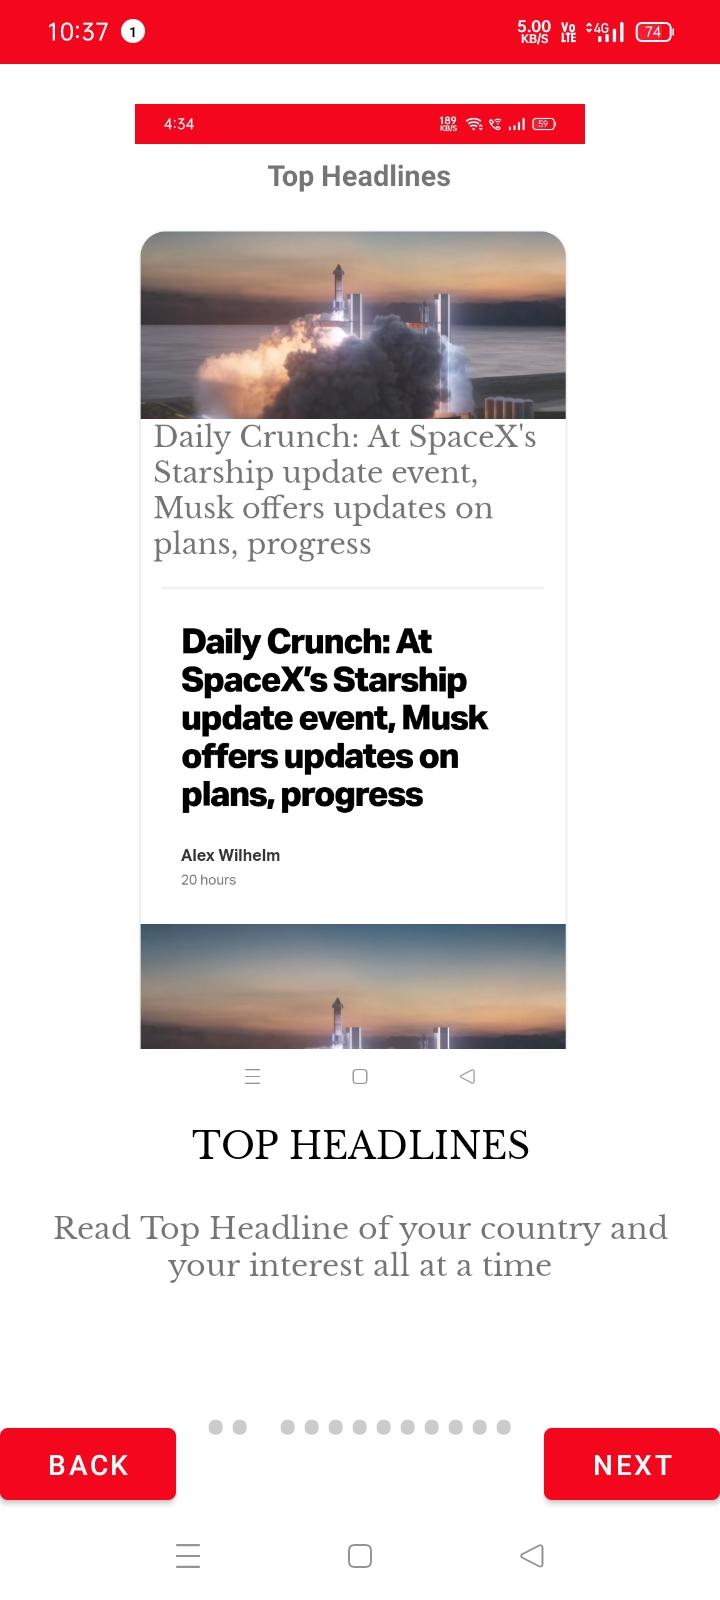 10:37 1 5.00 KB/S Vo LTE 4G 74
4:34 189 KB/S 59
Top Headlines
Daily Crunch: At SpaceX's
Starship update event,
Musk offers updates on
plans, progress
Daily Crunch: At
SpaceX’s Starship
update event, Musk
offers updates on
plans, progress
Alex Wilhelm
20 hours
TOP HEADLINES
Read Top Headline of your country and
your interest all at a time
BACK NEXT